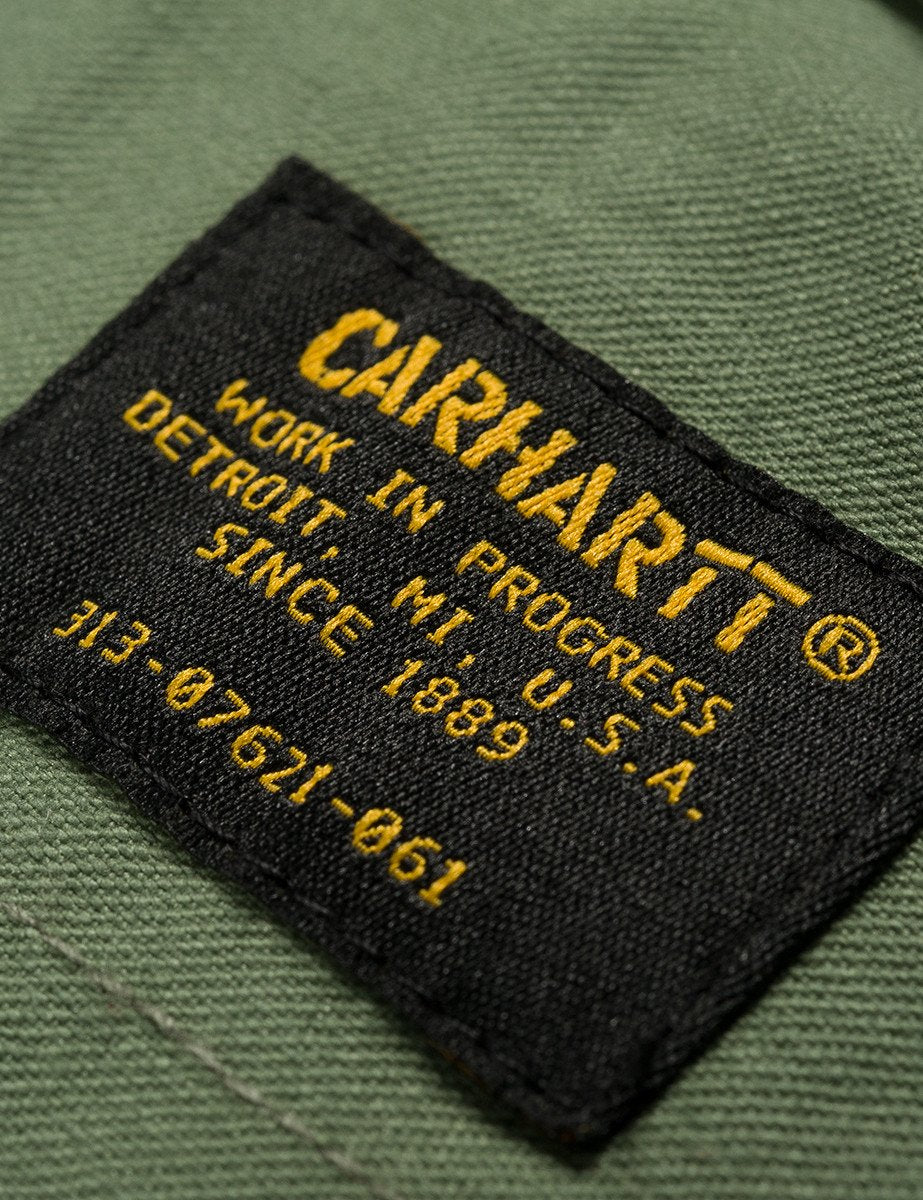 CARHARTT®
WORK IN PROGRESS
DETROIT, MI, U.S.A.
SINCE 1889
313-07621-061